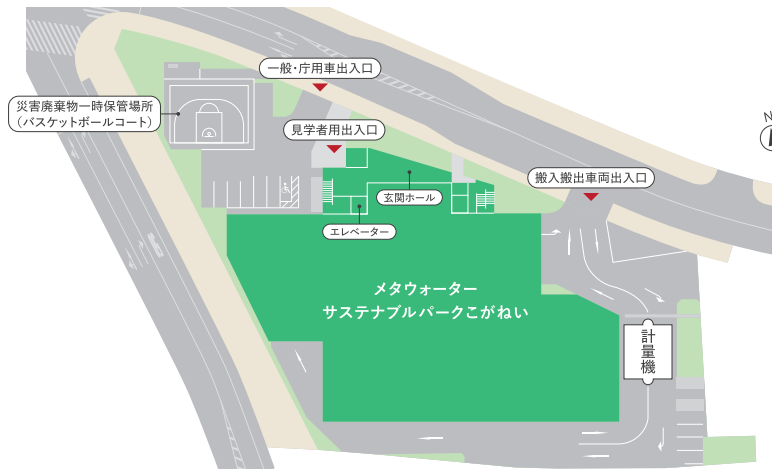 一般・庁用車出入口
災害廃棄物一時保管場所
（バスケットボールコート）
見学者用出入口
N
搬入搬出車両出入口
玄関ホール
エレベーター
メタウォーター
サステナブルパークこがねい
計量機